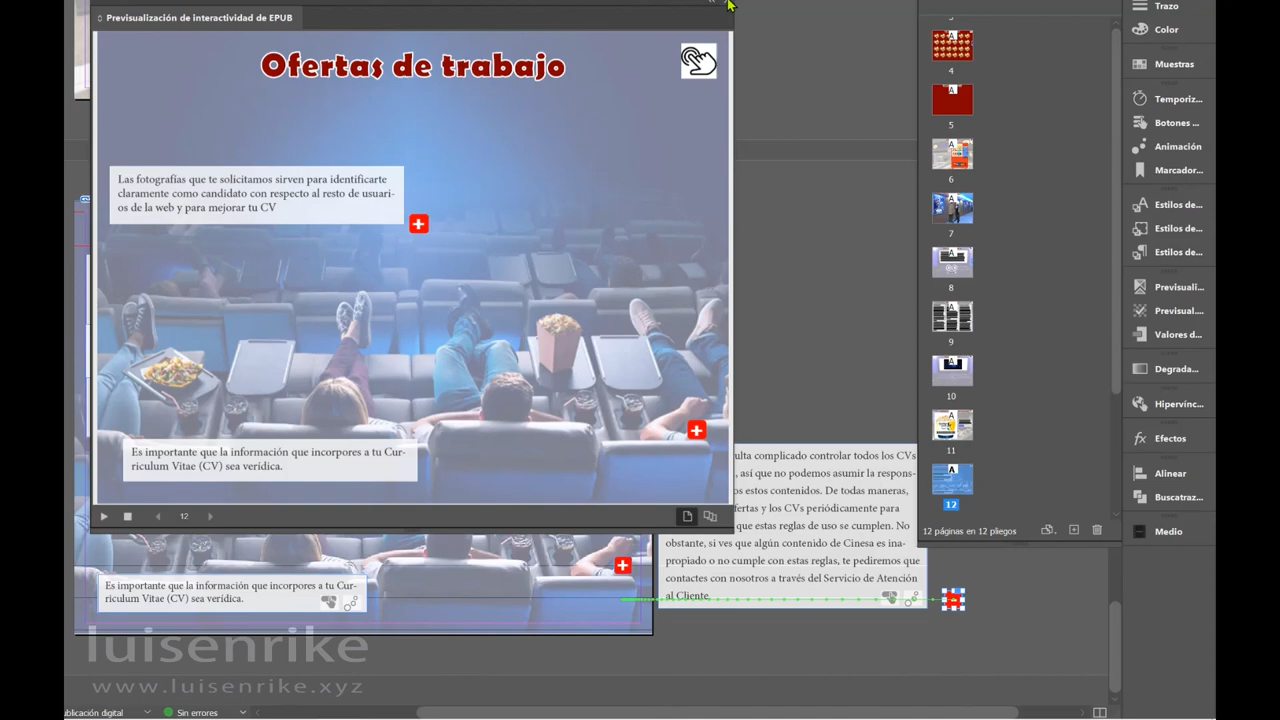 Previsualización de interactividad de EPUB
Ofertas de trabajo
Las fotografías que te solicitamos sirven para identificarte
claramente como candidato con respecto al resto de usuari-
os de la web y para mejorar tu CV
Es importante que la información que incorpores a tu Cur-
riculum Vitae (CV) sea verídica.
12
ulta complicado controlar todos los CVs
, así que no podemos asumir la respons-
os estos contenidos. De todas maneras,
fertas y los CVs periódicamente para
que estas reglas de uso se cumplen. No
obstante, si ves que algún contenido de Cinesa es ina-
propiado o no cumple con estas reglas, te pediremos que
contactes con nosotros a través del Servicio de Atención
al Cliente.
Es importante que la información que incorpores a tu Cur-
riculum Vitae (CV) sea verídica.
luisenrike
www.luisenrike.xyz
ublicación digital
Sin errores
A
4
A
5
6
7
A
8
A
9
A
10
A
11
A
12
12 páginas en 12 pliegos
Trazo
Color
Muestras
Temporiz...
Botones ...
Animación
Marcador...
Estilos de...
Estilos de...
Estilos de...
Previsuali...
Previsual...
Valores d...
Degrada...
Hipervínc...
fx Efectos
Alinear
Buscatraz...
Medio